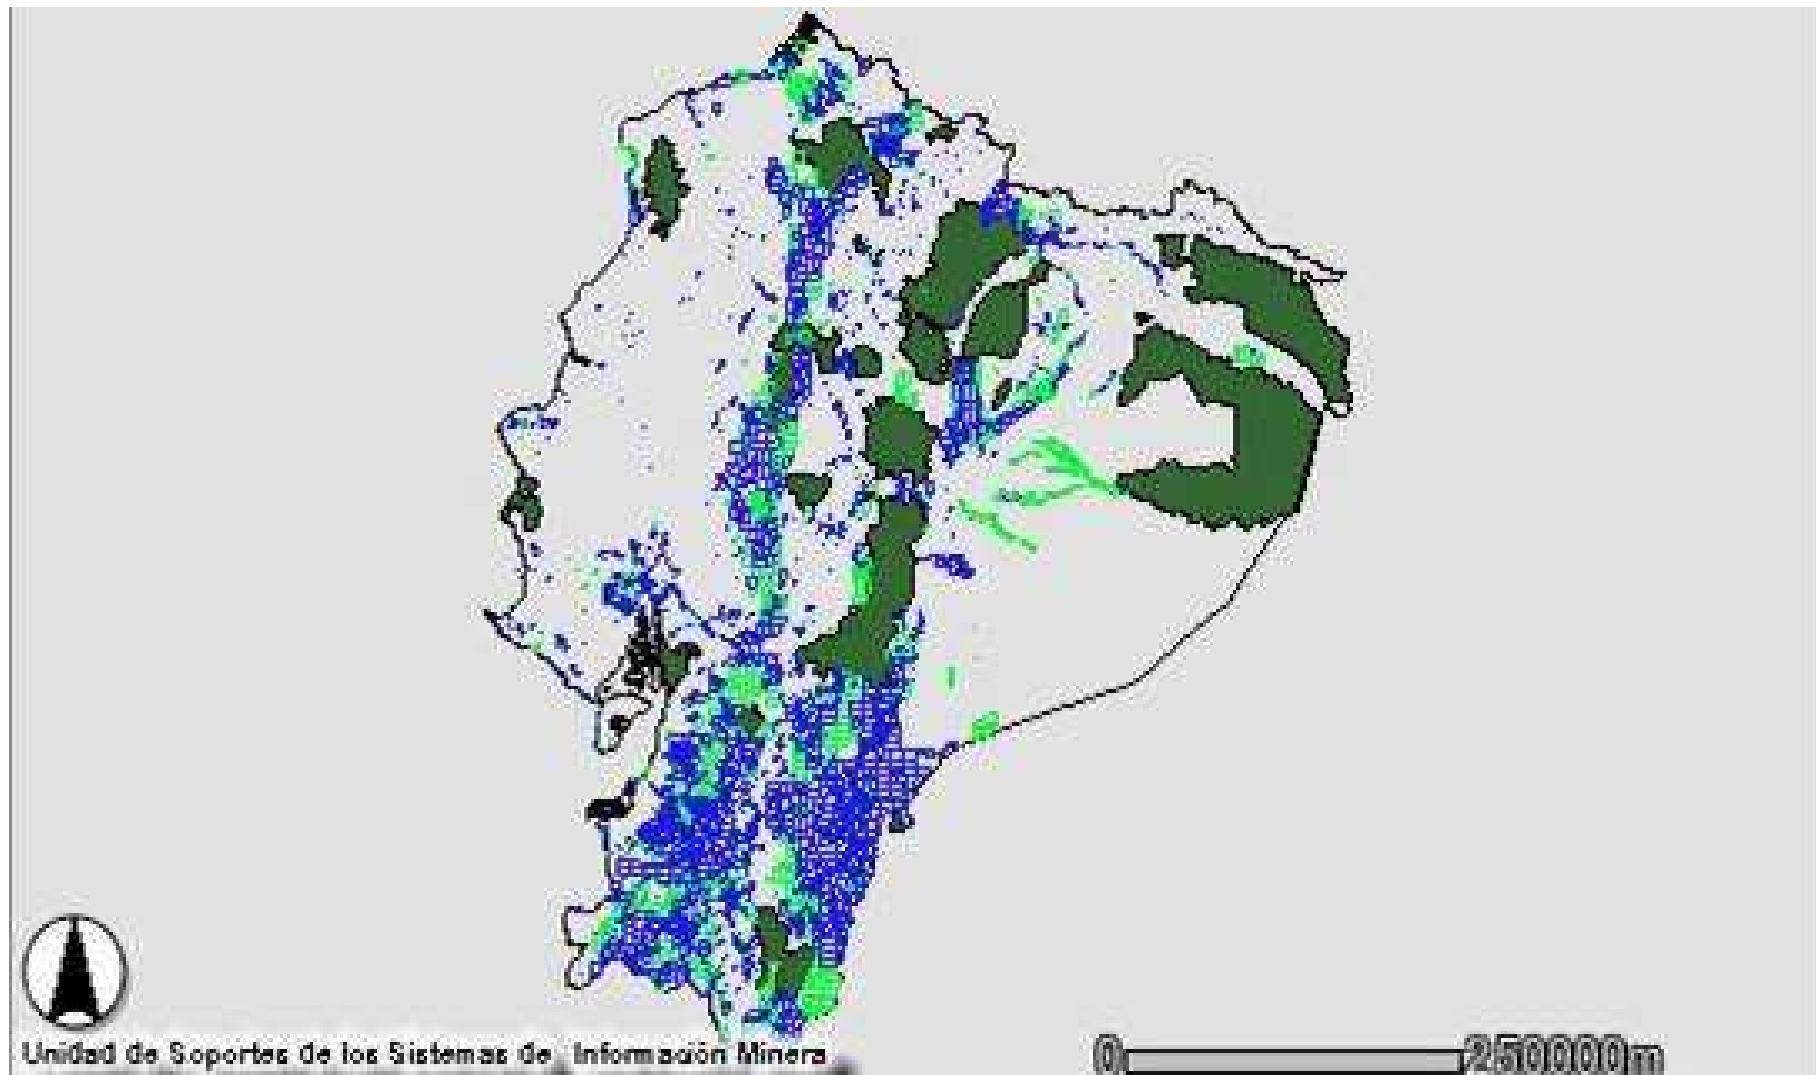 Unidad de Soportes de los Sistemas de Información Minera
0 250000m